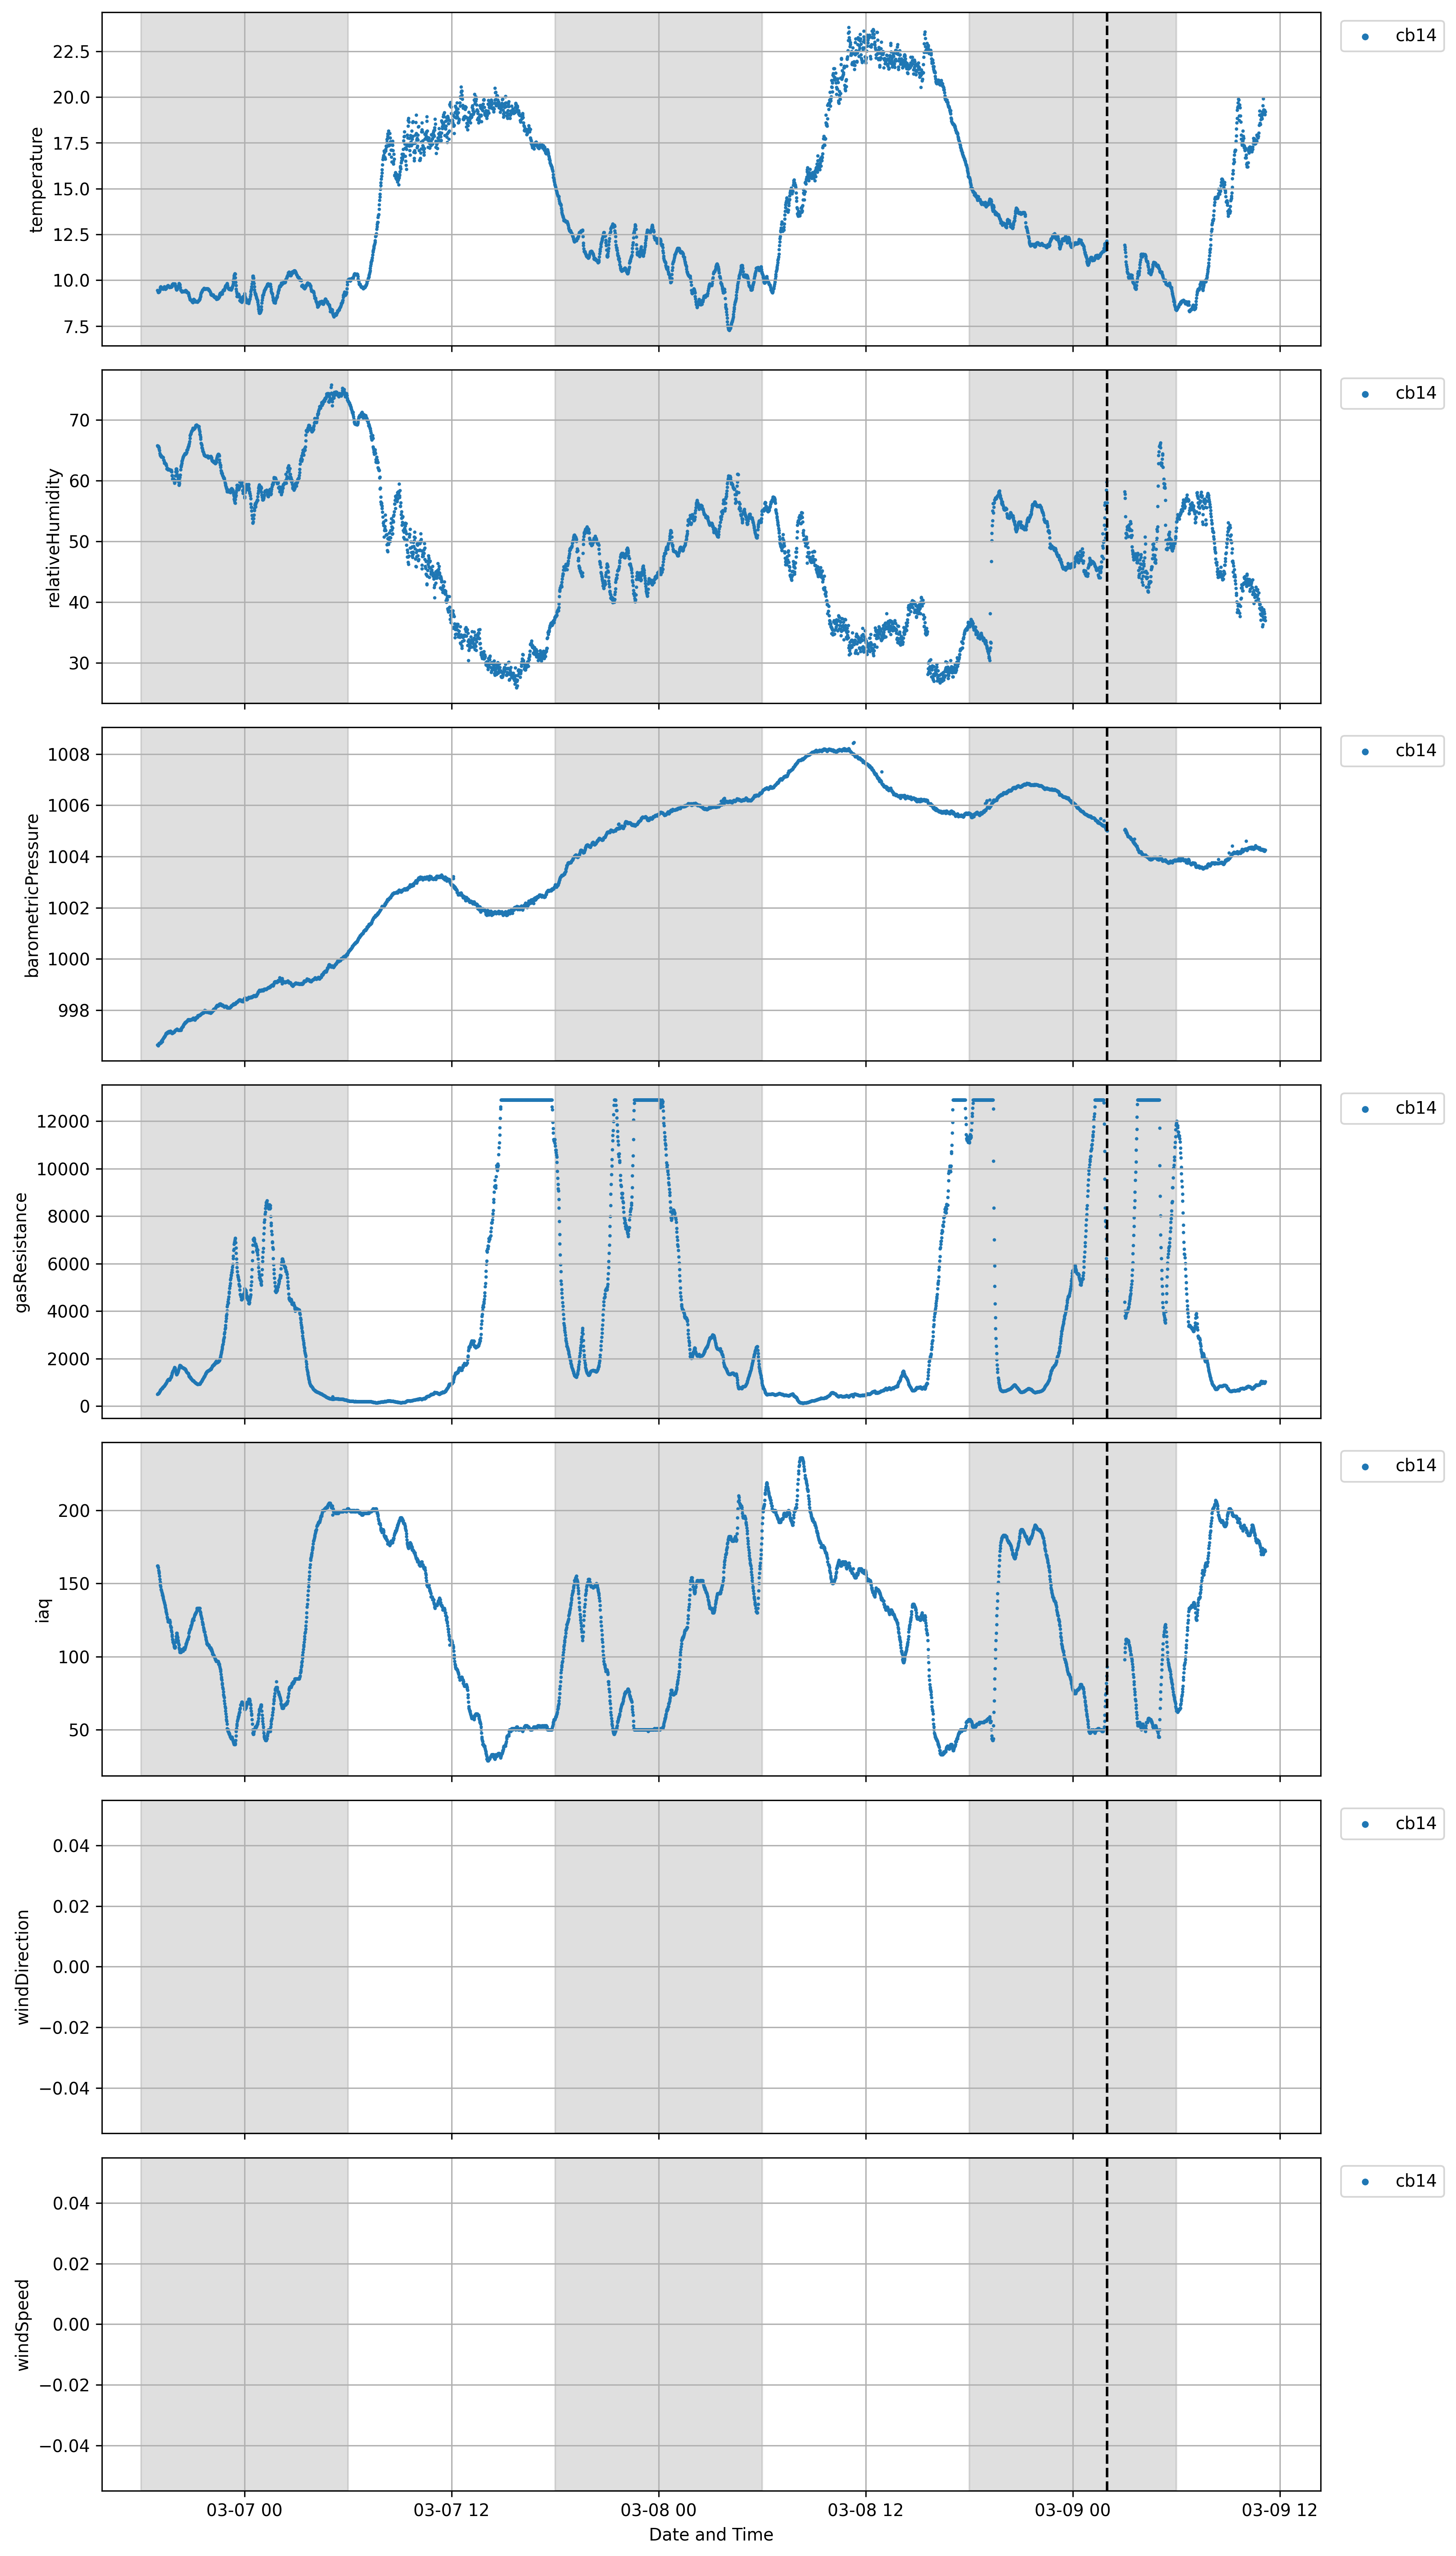 22.5
20.0
17.5
15.0
12.5
10.0
7.5
temperature
cb14
70
60
50
40
30
relativeHumidity
cb14
1008
1006
1004
1002
1000
998
barometricPressure
cb14
12000
10000
8000
6000
4000
2000
0
gasResistance
cb14
200
150
100
50
iaq
cb14
0.04
0.02
0.00
−0.02
−0.04
windDirection
cb14
0.04
0.02
0.00
−0.02
−0.04
windSpeed
cb14
03-07 00 03-07 12 03-08 00 03-08 12 03-09 00 03-09 12
Date and Time